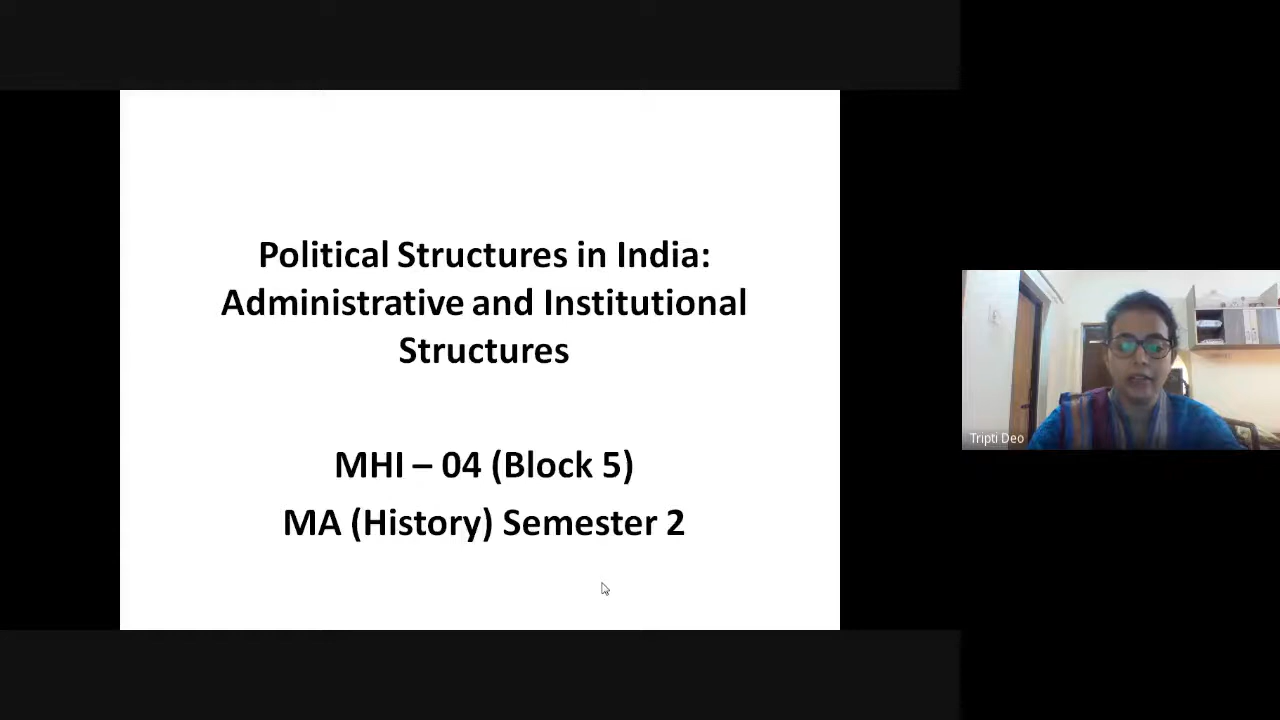 Political Structures in India:
Administrative and Institutional
Structures
MHI – 04 (Block 5)
MA (History) Semester 2
Tripti Deo